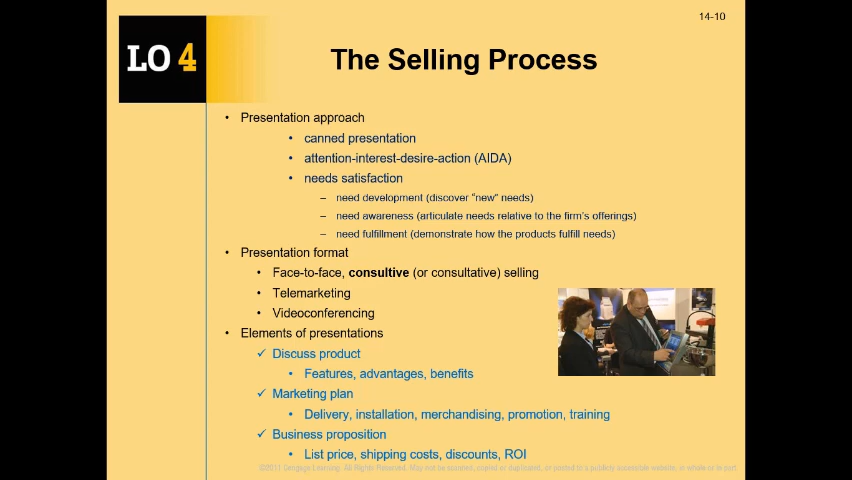 14-10
LO 4
The Selling Process
• Presentation approach
• canned presentation
• attention-interest-desire-action (AIDA)
• needs satisfaction
– need development (discover "new" needs)
– need awareness (articulate needs relative to the firm's offerings)
– need fulfillment (demonstrate how the products fulfill needs)
• Presentation format
• Face-to-face, consultive (or consultative) selling
• Telemarketing
• Videoconferencing
• Elements of presentations
✓ Discuss product
• Features, advantages, benefits
✓ Marketing plan
• Delivery, installation, merchandising, promotion, training
✓ Business proposition
• List price, shipping costs, discounts, ROI
©2011 Cengage Learning. All Rights Reserved. May not be scanned, copied or duplicated, or posted to a publicly accessible website, in whole or in part.